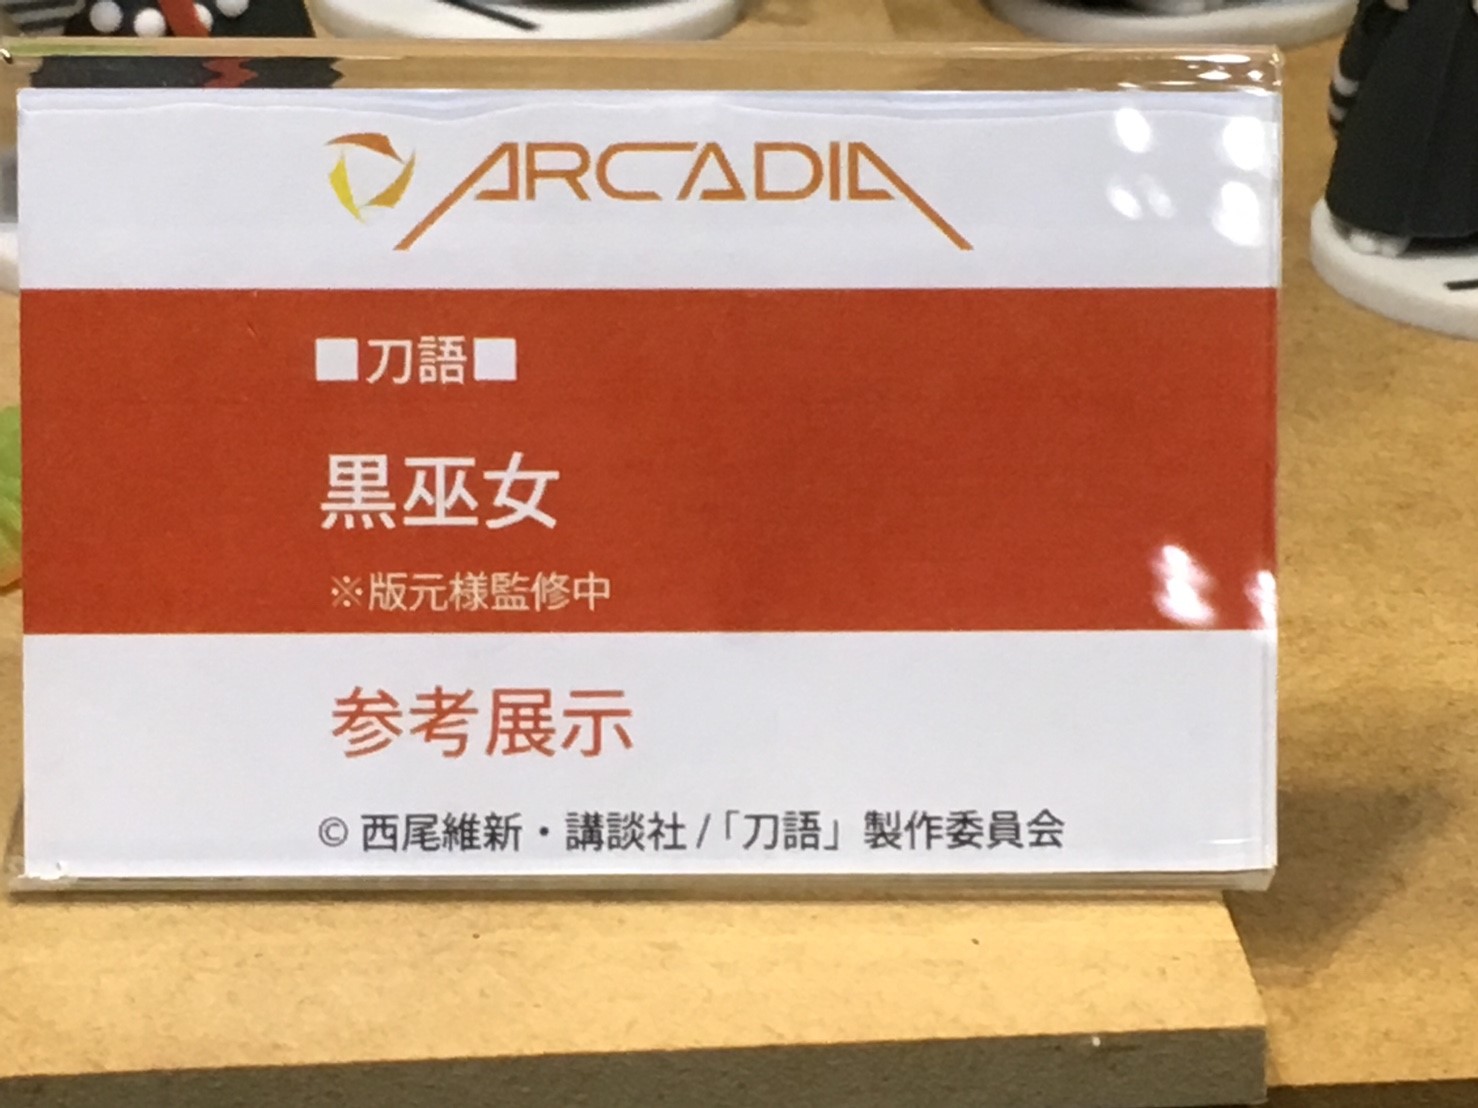 ARCADIA
■刀語■
黒巫女
※版元様監修中
参考展示
© 西尾維新・講談社/「刀語」製作委員会